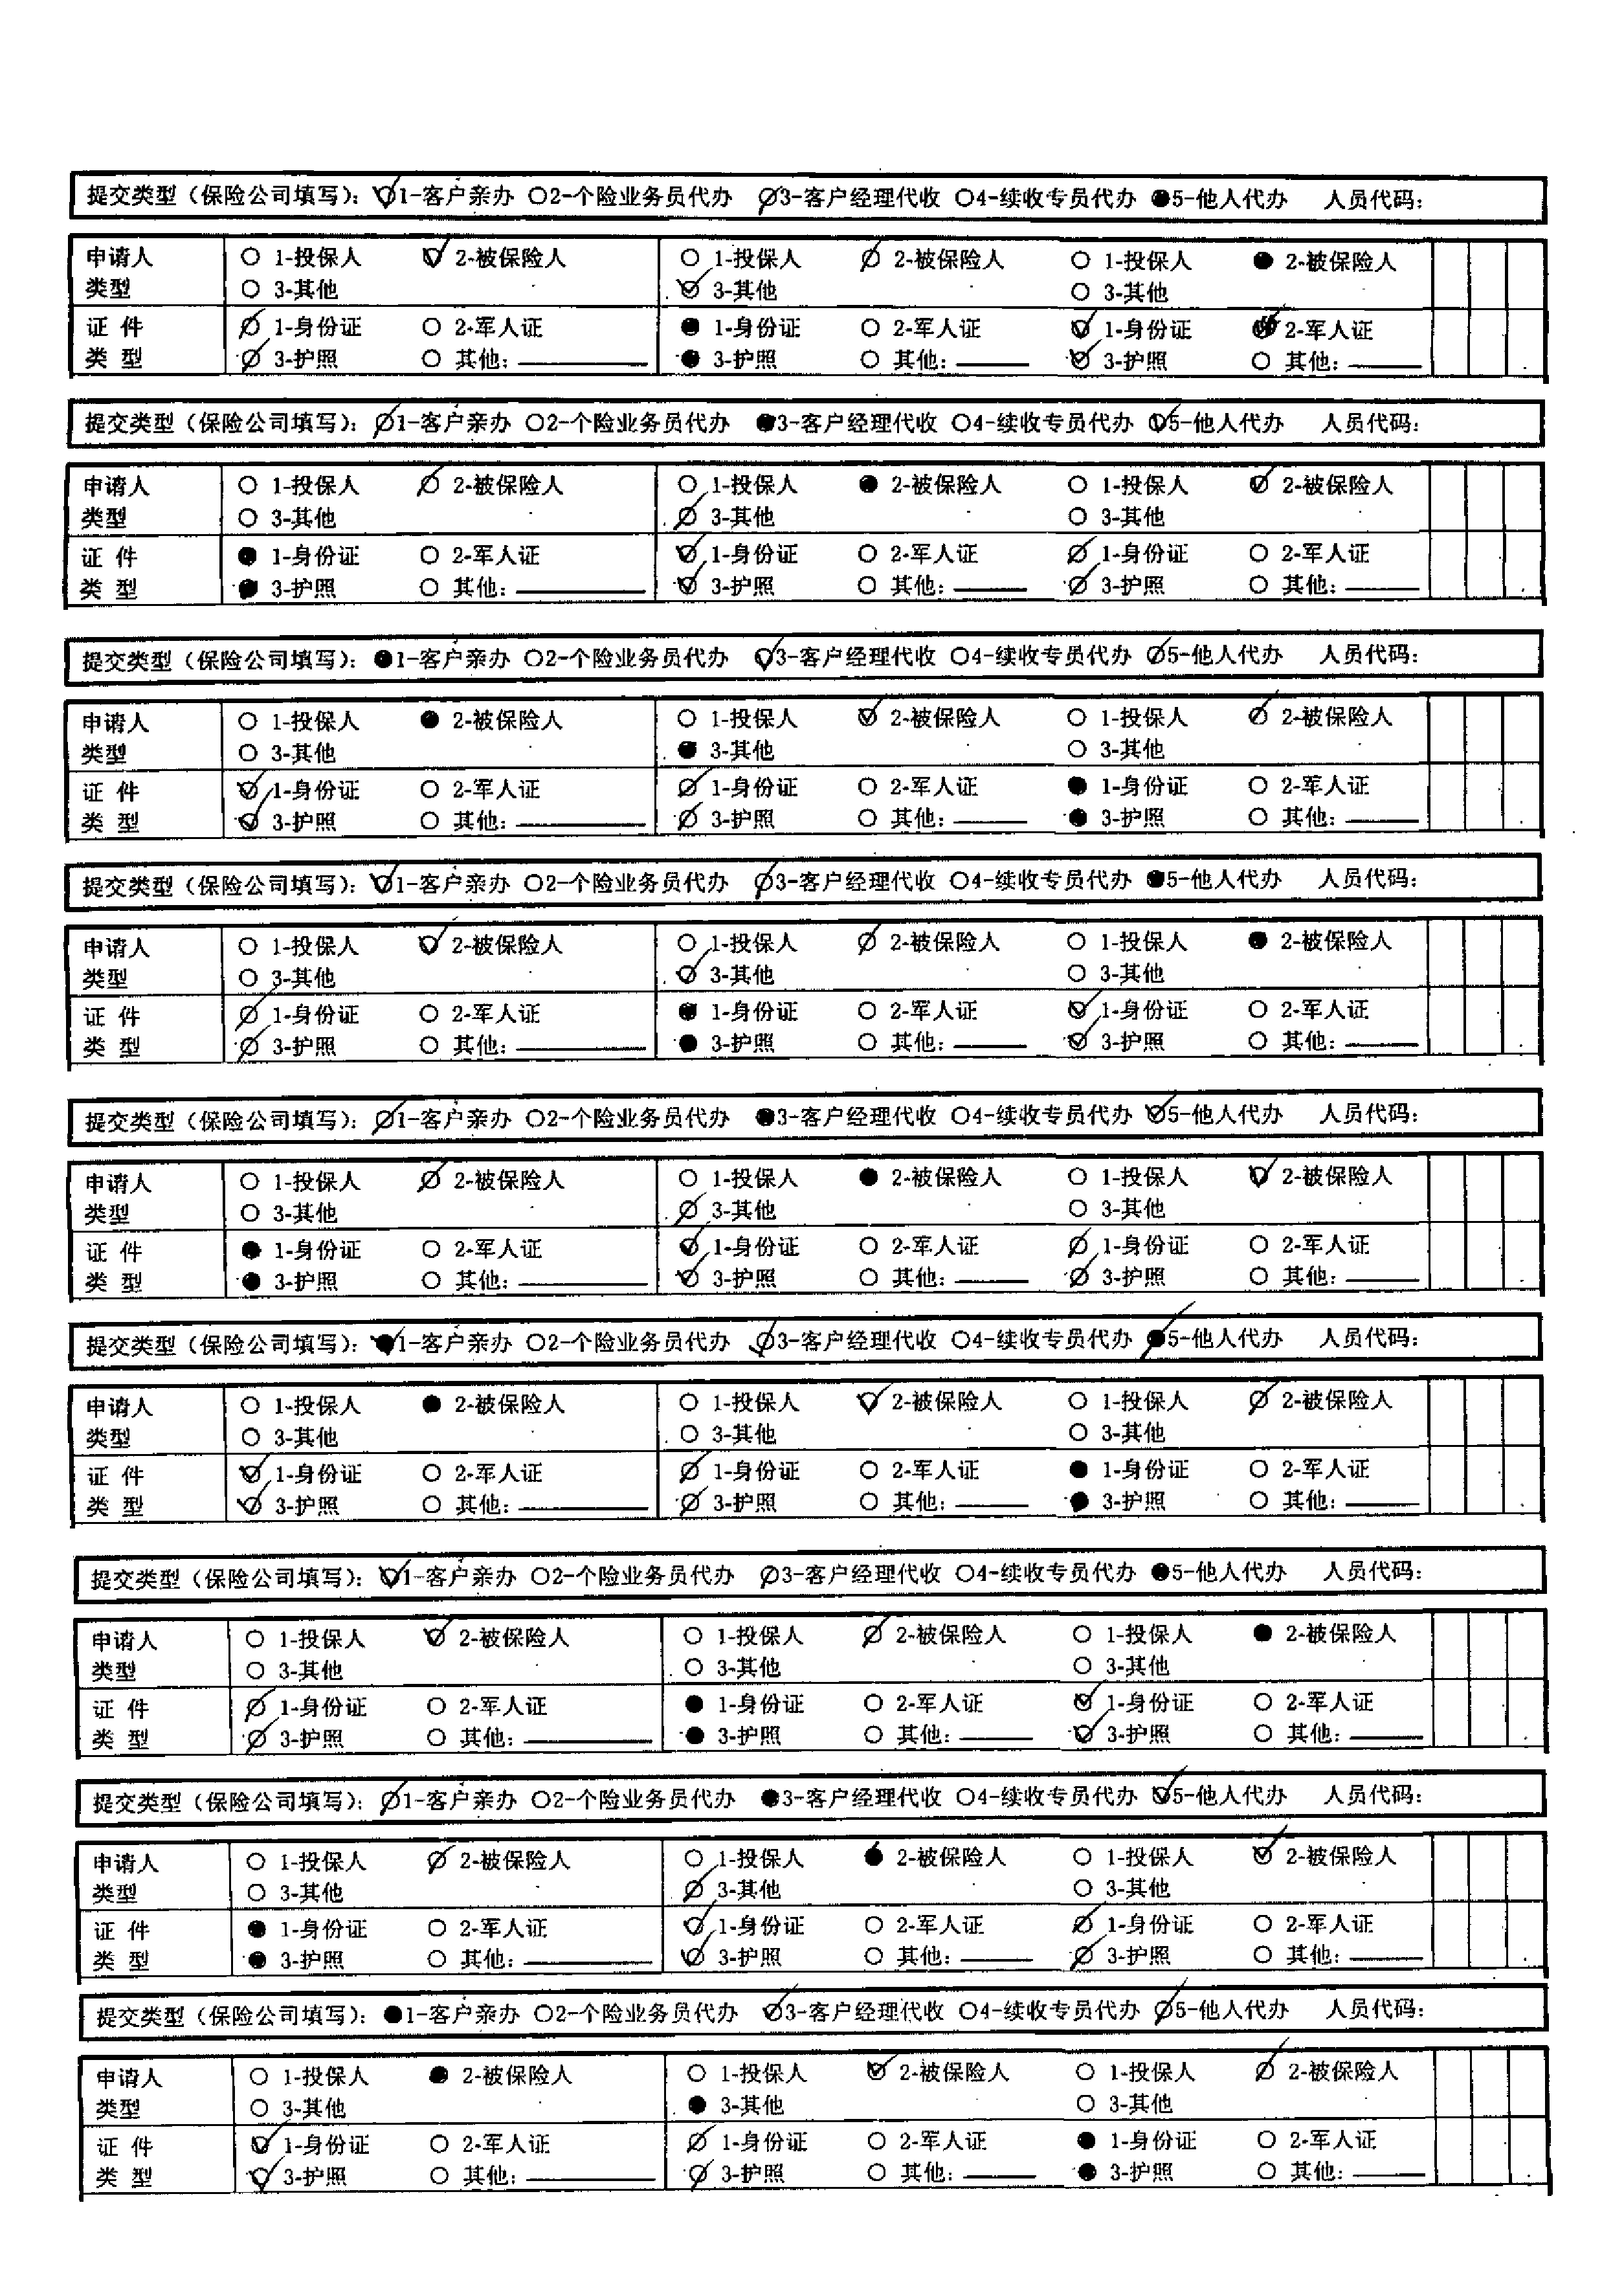 提交类型（保险公司填写）：1-客户亲办 2-个险业务员代办 3-客户经理代收 4-续收专员代办 5-他人代办 人员代码：
申请人 1-投保人 2-被保险人 1-投保人 2-被保险人 1-投保人 2-被保险人
类型 3-其他 3-其他 3-其他
证 件 1-身份证 2-军人证 1-身份证 2-军人证 1-身份证 2-军人证
类 型 3-护照 其他：______ 3-护照 其他：____ 3-护照 其他：____
提交类型（保险公司填写）：1-客户亲办 2-个险业务员代办 3-客户经理代收 4-续收专员代办 5-他人代办 人员代码：
申请人 1-投保人 2-被保险人 1-投保人 2-被保险人 1-投保人 2-被保险人
类型 3-其他 3-其他 3-其他
证 件 1-身份证 2-军人证 1-身份证 2-军人证 1-身份证 2-军人证
类 型 3-护照 其他：______ 3-护照 其他：____ 3-护照 其他：____
提交类型（保险公司填写）：1-客户亲办 2-个险业务员代办 3-客户经理代收 4-续收专员代办 5-他人代办 人员代码：
申请人 1-投保人 2-被保险人 1-投保人 2-被保险人 1-投保人 2-被保险人
类型 3-其他 3-其他 3-其他
证 件 1-身份证 2-军人证 1-身份证 2-军人证 1-身份证 2-军人证
类 型 3-护照 其他：______ 3-护照 其他：____ 3-护照 其他：____
提交类型（保险公司填写）：1-客户亲办 2-个险业务员代办 3-客户经理代收 4-续收专员代办 5-他人代办 人员代码：
申请人 1-投保人 2-被保险人 1-投保人 2-被保险人 1-投保人 2-被保险人
类型 3-其他 3-其他 3-其他
证 件 1-身份证 2-军人证 1-身份证 2-军人证 1-身份证 2-军人证
类 型 3-护照 其他：______ 3-护照 其他：____ 3-护照 其他：____
提交类型（保险公司填写）：1-客户亲办 2-个险业务员代办 3-客户经理代收 4-续收专员代办 5-他人代办 人员代码：
申请人 1-投保人 2-被保险人 1-投保人 2-被保险人 1-投保人 2-被保险人
类型 3-其他 3-其他 3-其他
证 件 1-身份证 2-军人证 1-身份证 2-军人证 1-身份证 2-军人证
类 型 3-护照 其他：______ 3-护照 其他：____ 3-护照 其他：____
提交类型（保险公司填写）：1-客户亲办 2-个险业务员代办 3-客户经理代收 4-续收专员代办 5-他人代办 人员代码：
申请人 1-投保人 2-被保险人 1-投保人 2-被保险人 1-投保人 2-被保险人
类型 3-其他 3-其他 3-其他
证 件 1-身份证 2-军人证 1-身份证 2-军人证 1-身份证 2-军人证
类 型 3-护照 其他：______ 3-护照 其他：____ 3-护照 其他：____
提交类型（保险公司填写）：1-客户亲办 2-个险业务员代办 3-客户经理代收 4-续收专员代办 5-他人代办 人员代码：
申请人 1-投保人 2-被保险人 1-投保人 2-被保险人 1-投保人 2-被保险人
类型 3-其他 3-其他 3-其他
证 件 1-身份证 2-军人证 1-身份证 2-军人证 1-身份证 2-军人证
类 型 3-护照 其他：______ 3-护照 其他：____ 3-护照 其他：____
提交类型（保险公司填写）：1-客户亲办 2-个险业务员代办 3-客户经理代收 4-续收专员代办 5-他人代办 人员代码：
申请人 1-投保人 2-被保险人 1-投保人 2-被保险人 1-投保人 2-被保险人
类型 3-其他 3-其他 3-其他
证 件 1-身份证 2-军人证 1-身份证 2-军人证 1-身份证 2-军人证
类 型 3-护照 其他：______ 3-护照 其他：____ 3-护照 其他：____
提交类型（保险公司填写）：1-客户亲办 2-个险业务员代办 3-客户经理代收 4-续收专员代办 5-他人代办 人员代码：
申请人 1-投保人 2-被保险人 1-投保人 2-被保险人 1-投保人 2-被保险人
类型 3-其他 3-其他 3-其他
证 件 1-身份证 2-军人证 1-身份证 2-军人证 1-身份证 2-军人证
类 型 3-护照 其他：______ 3-护照 其他：____ 3-护照 其他：____